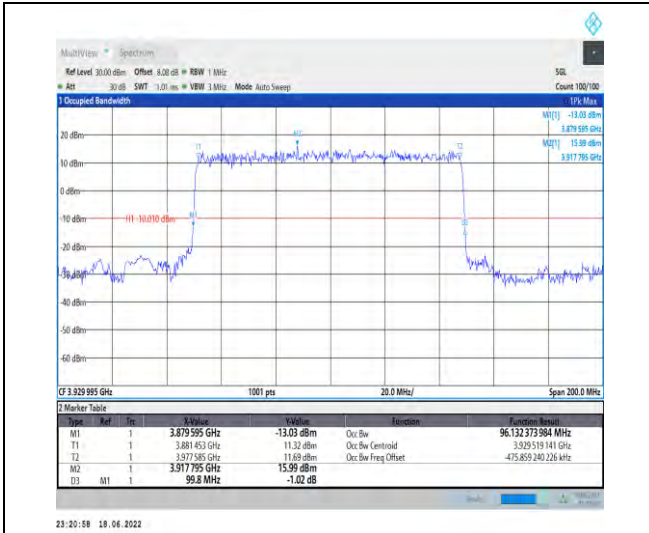 MultiView Spectrum
Ref Level 30.00 dBm Offset 8.08 dB RBW 1 MHz SGL
Att 30 dB SWT 1.01 ms VBW 3 MHz Mode Auto Sweep Count 100/100
1 Occupied Bandwidth 1Pk Max
M1[1] -13.03 dBm
3.879 595 GHz
M2[1] 15.99 dBm
3.917 795 GHz
20 dBm
M2
T1 T2
10 dBm
0 dBm
-10 dBm H1 -10.010 dBm M1
-20 dBm
-30 dBm
-40 dBm
-50 dBm
-60 dBm
CF 3.929 995 GHz 1001 pts 20.0 MHz/ Span 200.0 MHz
2 Marker Table
Type Ref Trc X-Value Y-Value Function Function Result
M1 1 3.879 595 GHz -13.03 dBm Occ Bw 96.132 373 984 MHz
T1 1 3.881 453 GHz 11.32 dBm Occ Bw Centroid 3.929 519 141 GHz
T2 1 3.977 585 GHz 11.69 dBm Occ Bw Freq Offset -475.859 240 226 kHz
M2 1 3.917 795 GHz 15.99 dBm
D3 M1 1 99.8 MHz -1.02 dB
23:20:58 18.06.2022